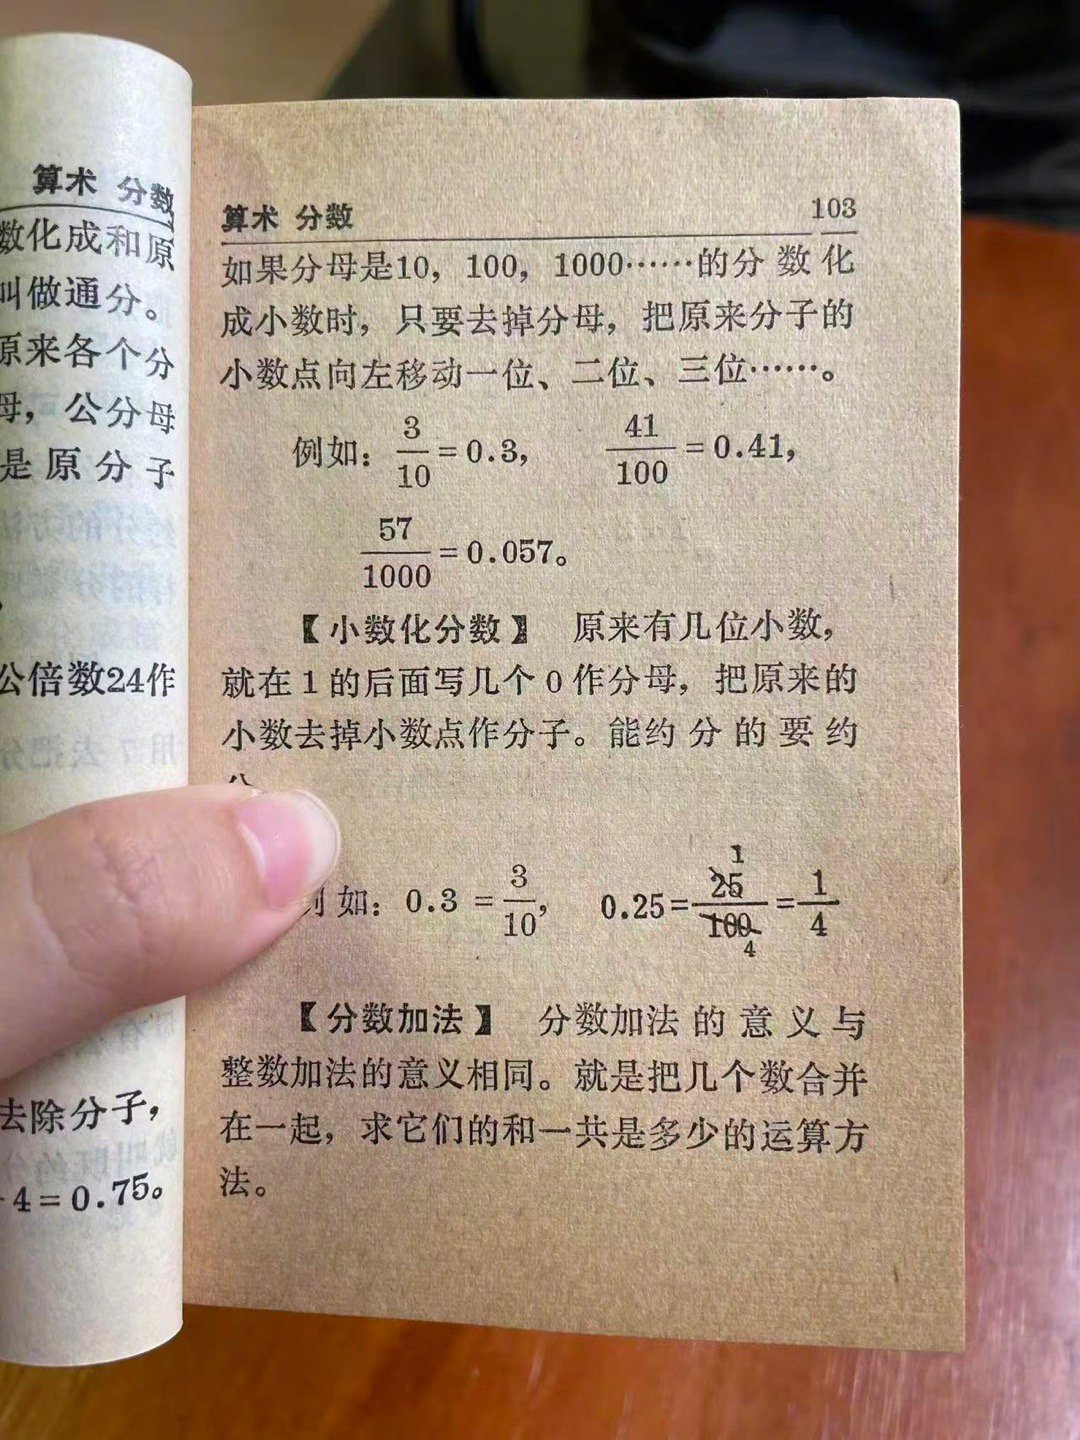 算术 分数
数化成和原
叫做通分。
原来各个分
母，公分母
是原分子
公倍数24作
去除分子，
4=0.75。
算术 分数 103
如果分母是10，100，1000……的分数化
成小数时，只要去掉分母，把原来分子的
小数点向左移动一位、二位、三位……。
例如：3/10=0.3， 41/100=0.41，
57/1000=0.057。
【小数化分数】 原来有几位小数，
就在1的后面写几个0作分母，把原来的
小数去掉小数点作分子。能约分的要约
例如：0.3=3/10， 0.25=25/100=1/4
1
4
【分数加法】 分数加法的意义与
整数加法的意义相同。就是把几个数合并
在一起，求它们的和一共是多少的运算方
法。